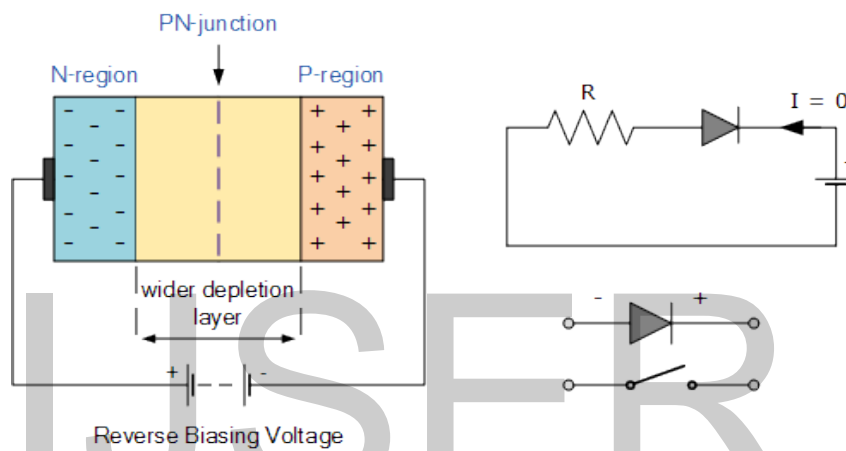 PN-junction
N-region
P-region
- - - - - - - - - - - - - - - -
+ + + + + + + + + + + + + +
wider depletion
layer
+ -
Reverse Biasing Voltage
R
I = 0
+
- +
IJSER